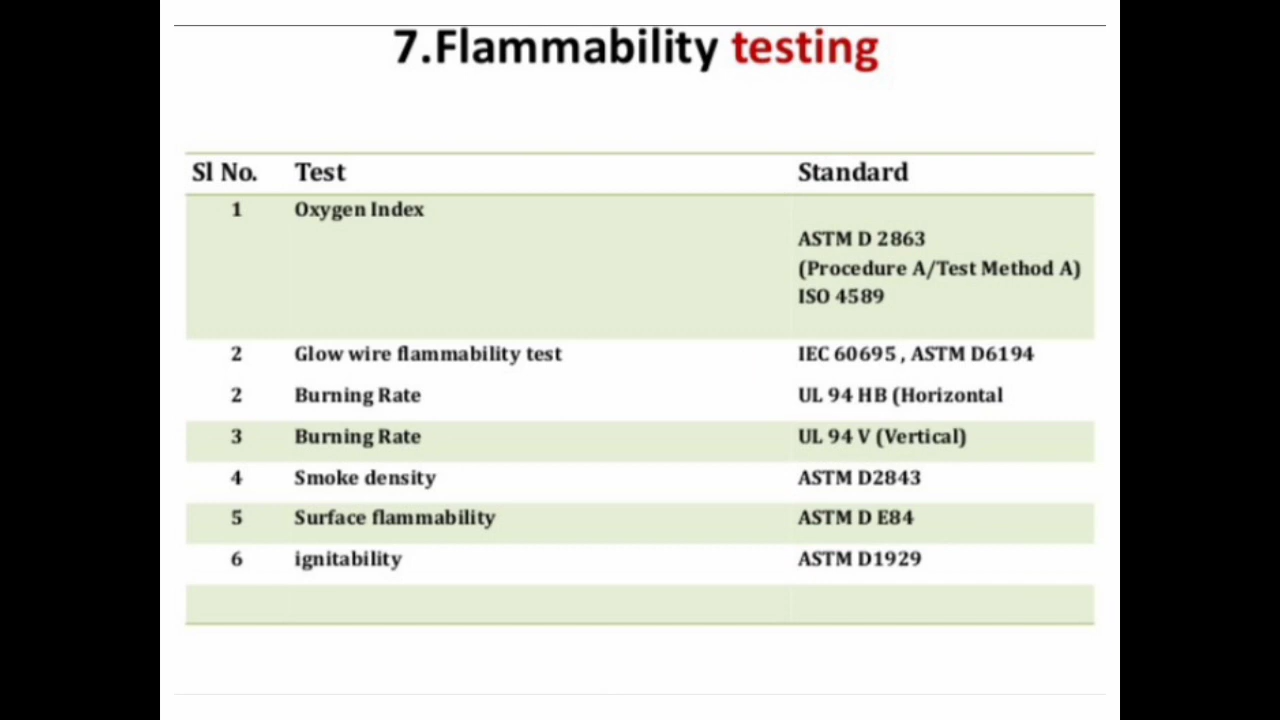 7.Flammability testing
Sl No. Test Standard
1 Oxygen Index
ASTM D 2863
(Procedure A/Test Method A)
ISO 4589
2 Glow wire flammability test IEC 60695 , ASTM D6194
2 Burning Rate UL 94 HB (Horizontal
3 Burning Rate UL 94 V (Vertical)
4 Smoke density ASTM D2843
5 Surface flammability ASTM D E84
6 ignitability ASTM D1929